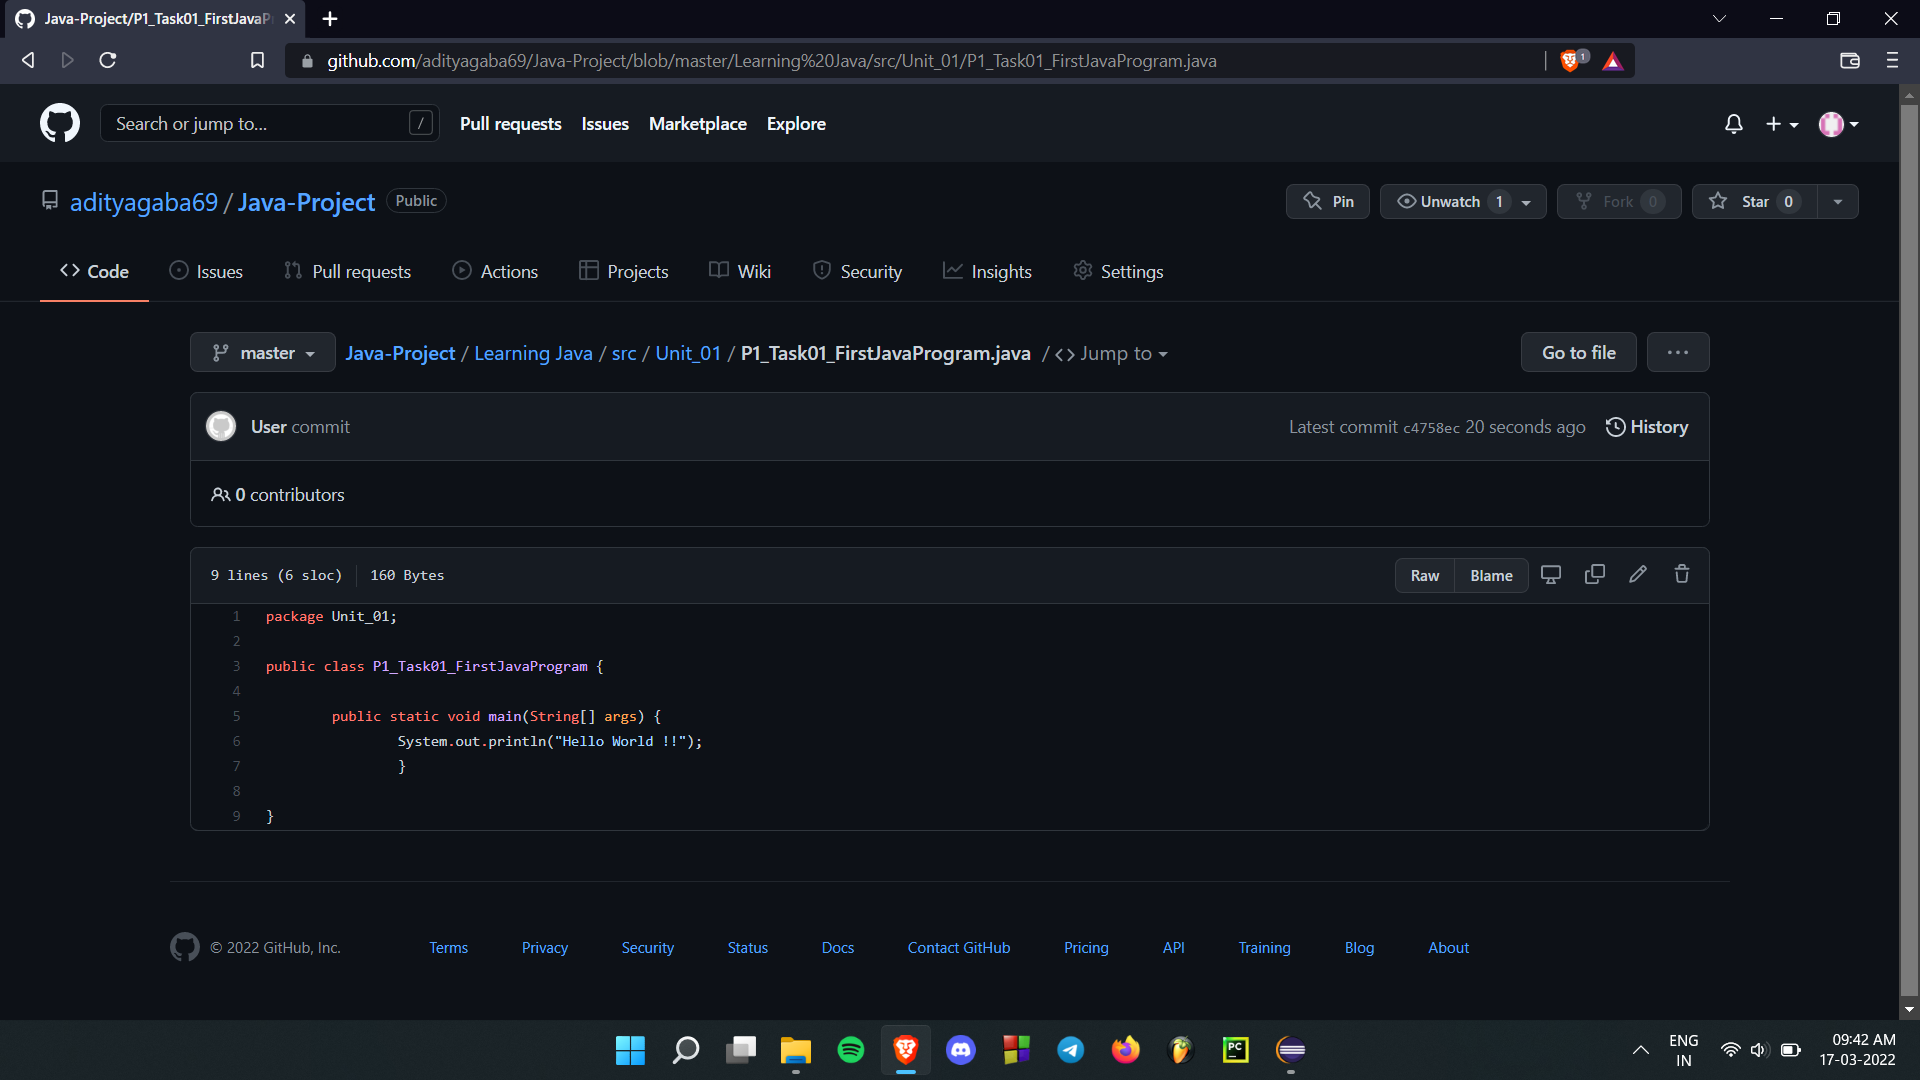 Java-Project/P1_Task01_FirstJavaP
github.com/adityagaba69/Java-Project/blob/master/Learning%20Java/src/Unit_01/P1_Task01_FirstJavaProgram.java
1
Search or jump to...
/
Pull requests
Issues
Marketplace
Explore
adityagaba69 / Java-Project
Public
Pin
Unwatch 1
Fork 0
Star 0
Code
Issues
Pull requests
Actions
Projects
Wiki
Security
Insights
Settings
master
Java-Project / Learning Java / src / Unit_01 / P1_Task01_FirstJavaProgram.java / <> Jump to
Go to file
...
User commit
Latest commit c4758ec 20 seconds ago
History
0 contributors
9 lines (6 sloc)
160 Bytes
Raw
Blame
1 package Unit_01;
2
3 public class P1_Task01_FirstJavaProgram {
4
5 public static void main(String[] args) {
6 System.out.println("Hello World !!");
7 }
8
9 }
© 2022 GitHub, Inc.
Terms
Privacy
Security
Status
Docs
Contact GitHub
Pricing
API
Training
Blog
About
PC
ENG
IN
09:42 AM
17-03-2022